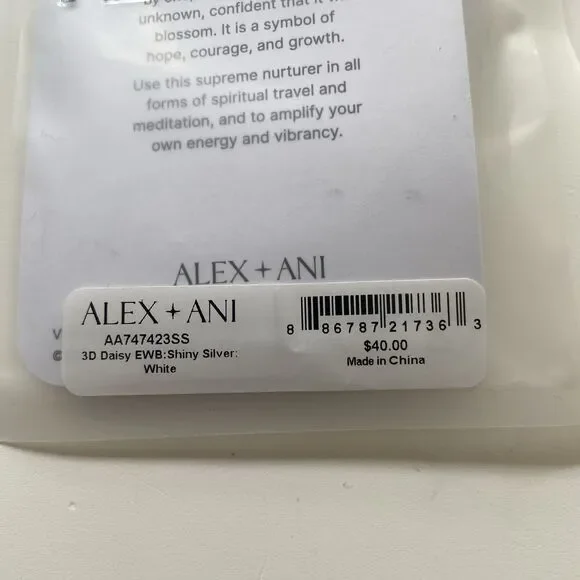 unknown, confident that it
blossom. It is a symbol of
hope, courage, and growth.
Use this supreme nurturer in all
forms of spiritual travel and
meditation, and to amplify your
own energy and vibrancy.
ALEX + ANI
ALEX + ANI
AA747423SS
3D Daisy EWB:Shiny Silver:
White
8 86787 21736 3
$40.00
Made in China
V
©